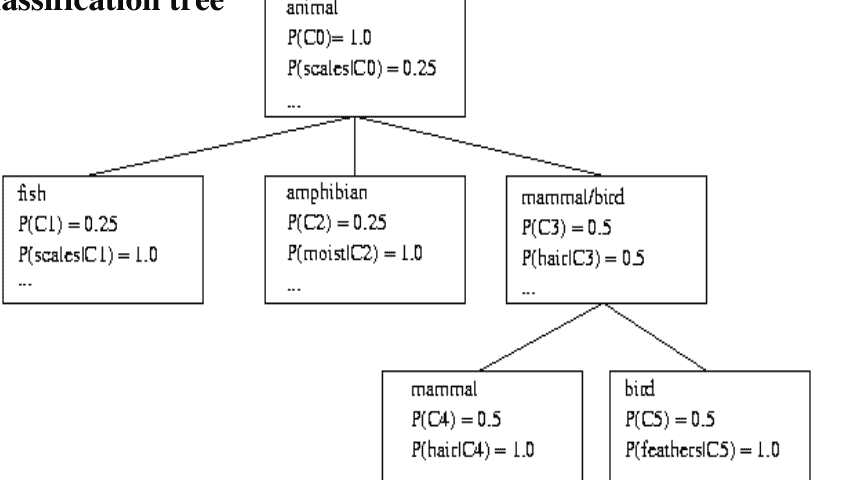 lassification tree
animal
P(C0)= 1.0
P(scales|C0) = 0.25
...
fish
P(C1) = 0.25
P(scales|C1) = 1.0
...
amphibian
P(C2) = 0.25
P(moist|C2) = 1.0
...
mammal/bird
P(C3) = 0.5
P(hair|C3) = 0.5
...
mammal
P(C4) = 0.5
P(hair|C4) = 1.0
bird
P(C5) = 0.5
P(feathers|C5) = 1.0